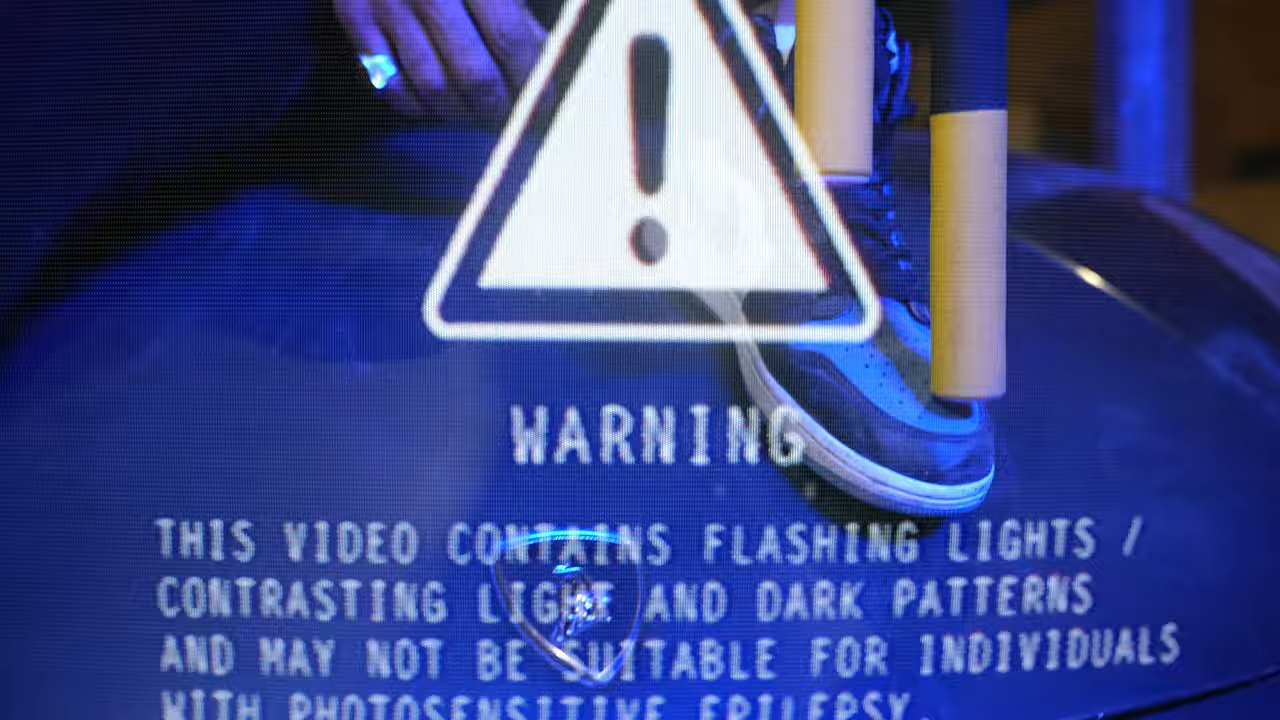 WARNING
THIS VIDEO CONTAINS FLASHING LIGHTS /
CONTRASTING LIGHT AND DARK PATTERNS
AND MAY NOT BE SUITABLE FOR INDIVIDUALS
WITH PHOTOSENSITIVE EPILEPSY.